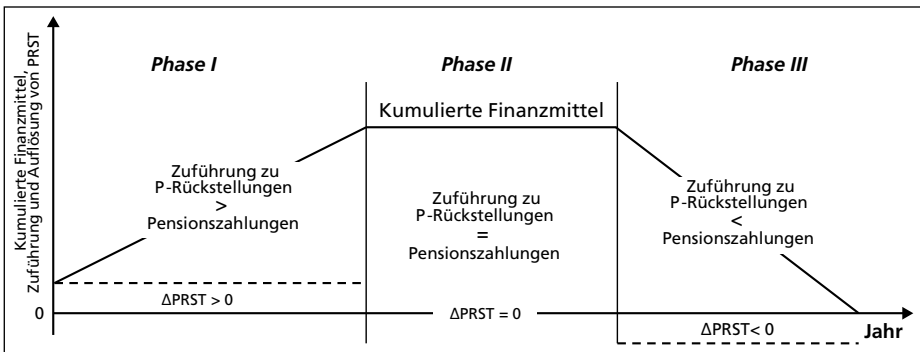 Kumulierte Finanzmittel,
Zuführung und Auflösung von PRST
Phase I
Phase II
Phase III
Kumulierte Finanzmittel
Zuführung zu
P-Rückstellungen
>
Pensionszahlungen
Zuführung zu
P-Rückstellungen
=
Pensionszahlungen
Zuführung zu
P-Rückstellungen
<
Pensionszahlungen
ΔPRST > 0
0
ΔPRST = 0
ΔPRST< 0
Jahr